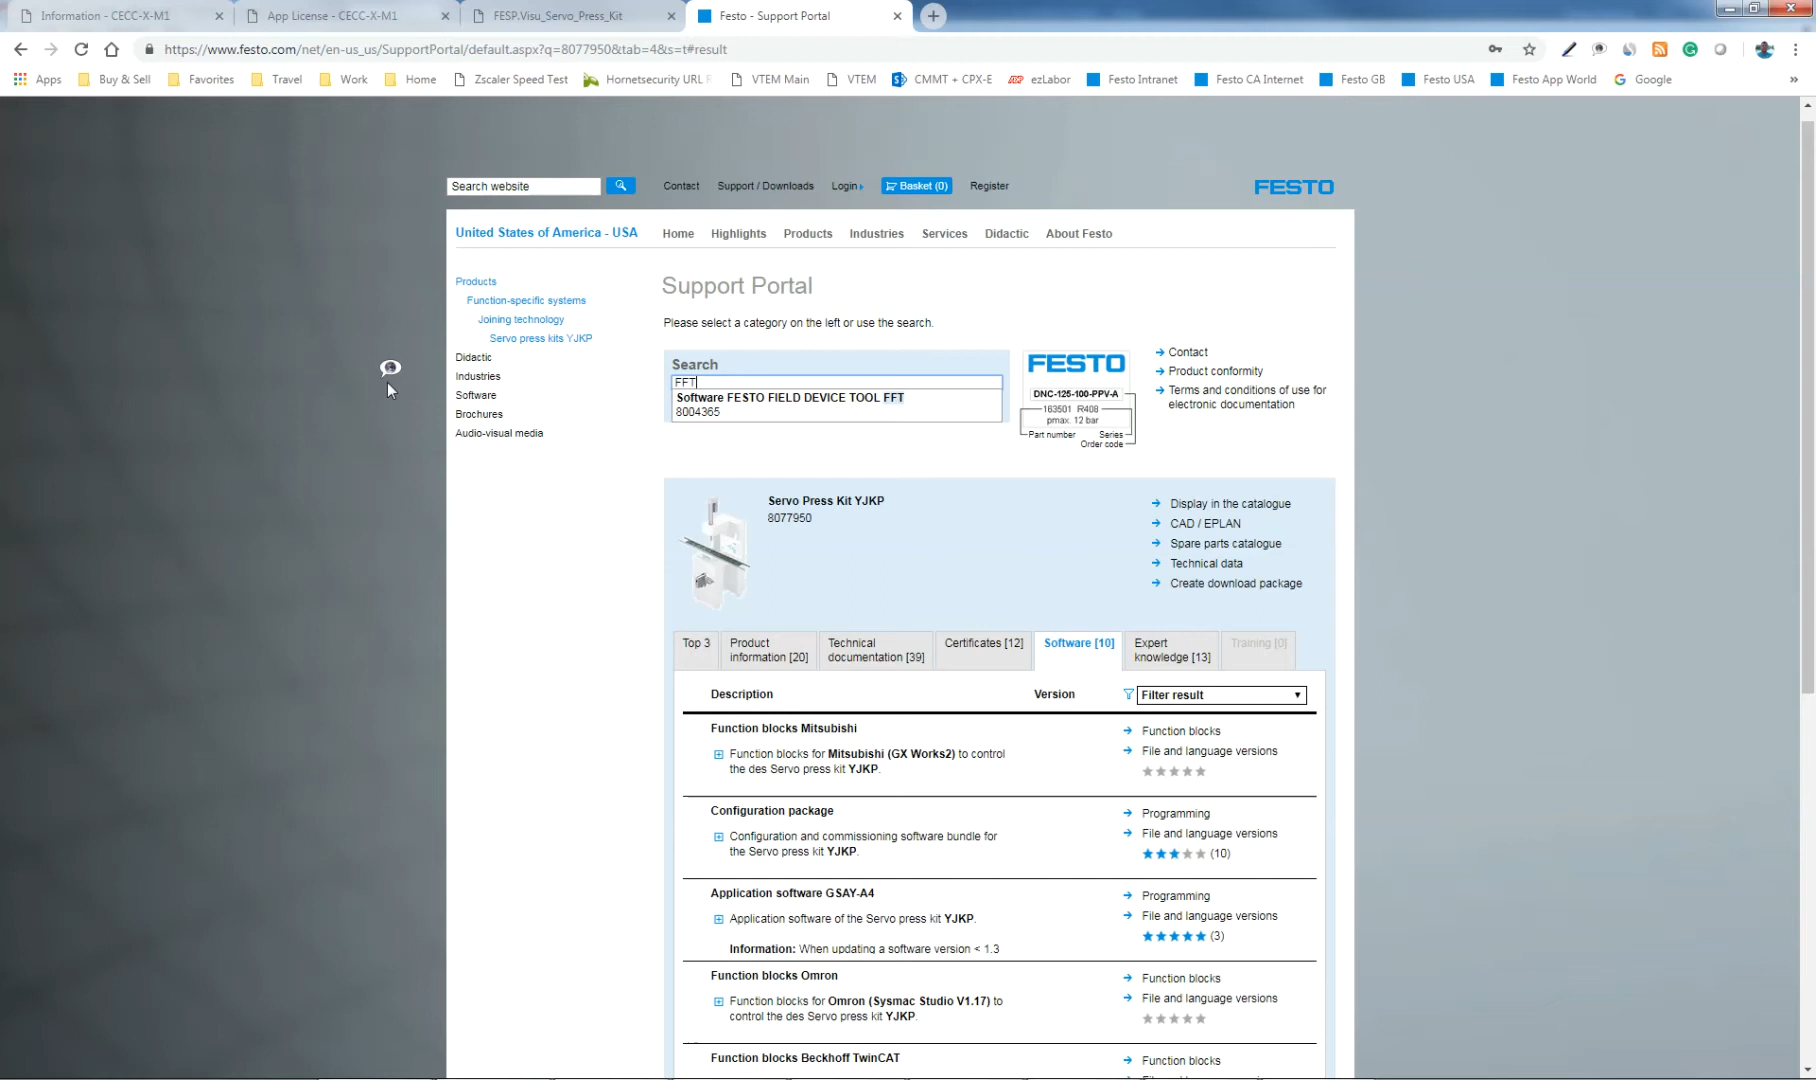 Information - CECC-X-M1
App License - CECC-X-M1
FESP.Visu_Servo_Press_Kit
Festo - Support Portal
https://www.festo.com/net/en-us_us/SupportPortal/default.aspx?q=8077950&tab=4&s=t#result
Apps
Buy & Sell
Favorites
Travel
Work
Home
Zscaler Speed Test
Hornetsecurity URL
VTEM Main
VTEM
CMMT + CPX-E
ezLabor
Festo Intranet
Festo CA Internet
Festo GB
Festo USA
Festo App World
Google
Search website
Contact
Support / Downloads
Login
Basket (0)
Register
FESTO
United States of America - USA
Home
Highlights
Products
Industries
Services
Didactic
About Festo
Products
Function-specific systems
Joining technology
Servo press kits YJKP
Didactic
Industries
Software
Brochures
Audio-visual media
Support Portal
Please select a category on the left or use the search.
Search
FFT
Software FESTO FIELD DEVICE TOOL FFT
8004365
FESTO
DNC-125-100-PPV-A
163501 R408
pmax. 12 bar
Part number
Series
Order code
Contact
Product conformity
Terms and conditions of use for
electronic documentation
Servo Press Kit YJKP
8077950
Display in the catalogue
CAD / EPLAN
Spare parts catalogue
Technical data
Create download package
Top 3
Product
information [20]
Technical
documentation [39]
Certificates [12]
Software [10]
Expert
knowledge [13]
Training [0]
Description
Version
Filter result
Function blocks Mitsubishi
Function blocks for Mitsubishi (GX Works2) to control
the des Servo press kit YJKP.
Function blocks
File and language versions
Configuration package
Configuration and commissioning software bundle for
the Servo press kit YJKP.
Programming
File and language versions
(10)
Application software GSAY-A4
Application software of the Servo press kit YJKP.
Information: When updating a software version < 1.3
Programming
File and language versions
(3)
Function blocks Omron
Function blocks for Omron (Sysmac Studio V1.17) to
control the des Servo press kit YJKP.
Function blocks
File and language versions
Function blocks Beckhoff TwinCAT
Function blocks